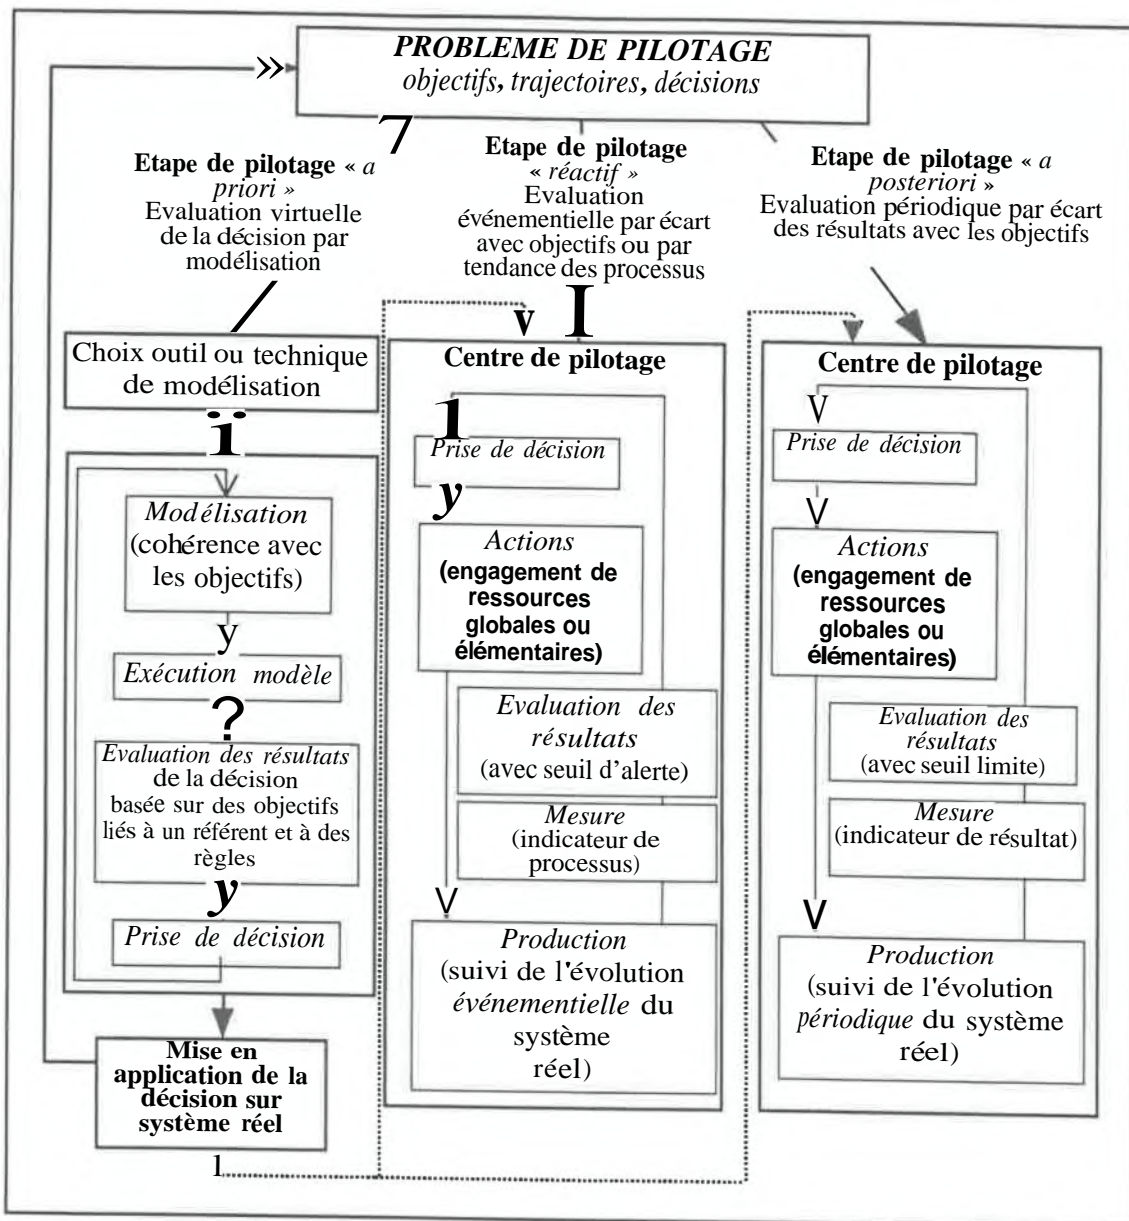 PROBLEME DE PILOTAGE
objectifs, trajectoires, décisions
Etape de pilotage « a
priori »
Evaluation virtuelle
de la décision par
modélisation
Etape de pilotage
« réactif »
Evaluation
événementielle par écart
avec objectifs ou par
tendance des processus
Etape de pilotage « a
posteriori »
Evaluation périodique par écart
des résultats avec les objectifs
Choix outil ou technique
de modélisation
Modélisation
(cohérence avec
les objectifs)
Exécution modèle
Evaluation des résultats
de la décision
basée sur des objectifs
liés à un référent et à des
règles
Prise de décision
Mise en
application de la
décision sur
système réel
Centre de pilotage
Prise de décision
Actions
(engagement de
ressources
globales ou
élémentaires)
Evaluation des
résultats
(avec seuil d'alerte)
Mesure
(indicateur de
processus)
Production
(suivi de l'évolution
événementielle du
système
réel)
Centre de pilotage
Prise de décision
Actions
(engagement de
ressources
globales ou
élémentaires)
Evaluation des
résultats
(avec seuil limite)
Mesure
(indicateur de résultat)
Production
(suivi de l'évolution
périodique du système
réel)